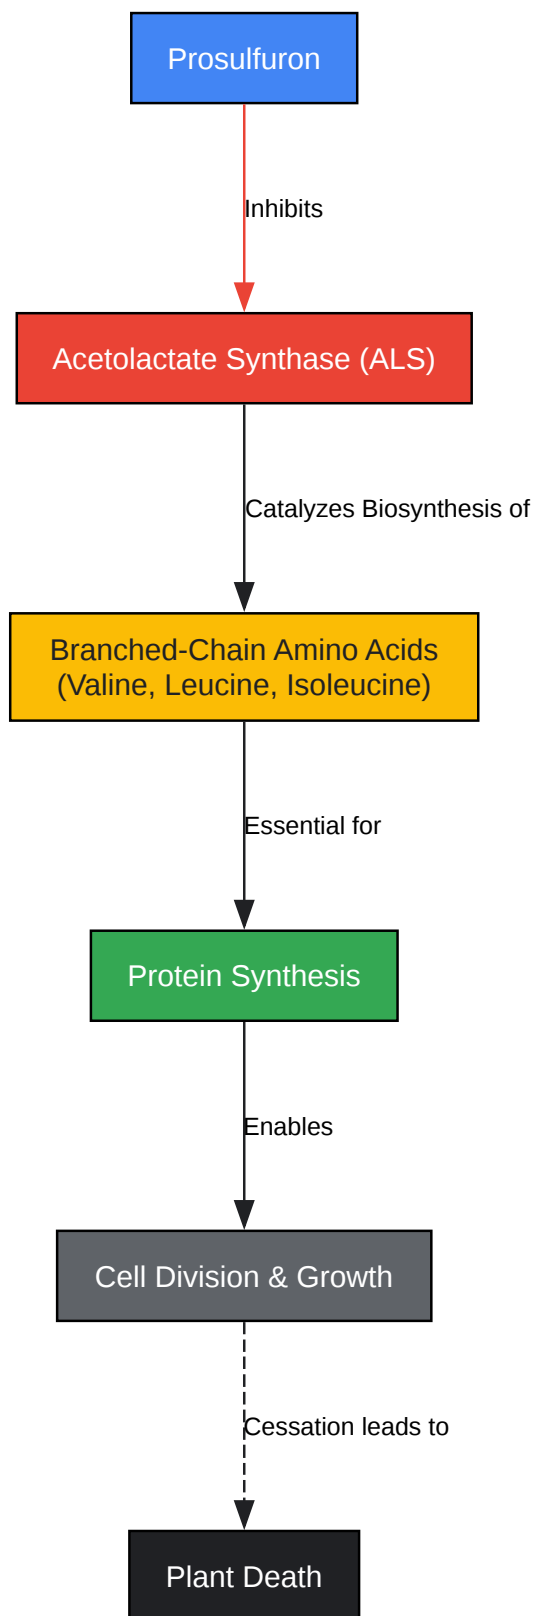 Prosulfuron
Inhibits
Acetolactate Synthase (ALS)
Catalyzes Biosynthesis of
Branched-Chain Amino Acids
(Valine, Leucine, Isoleucine)
Essential for
Protein Synthesis
Enables
Cell Division & Growth
Cessation leads to
Plant Death